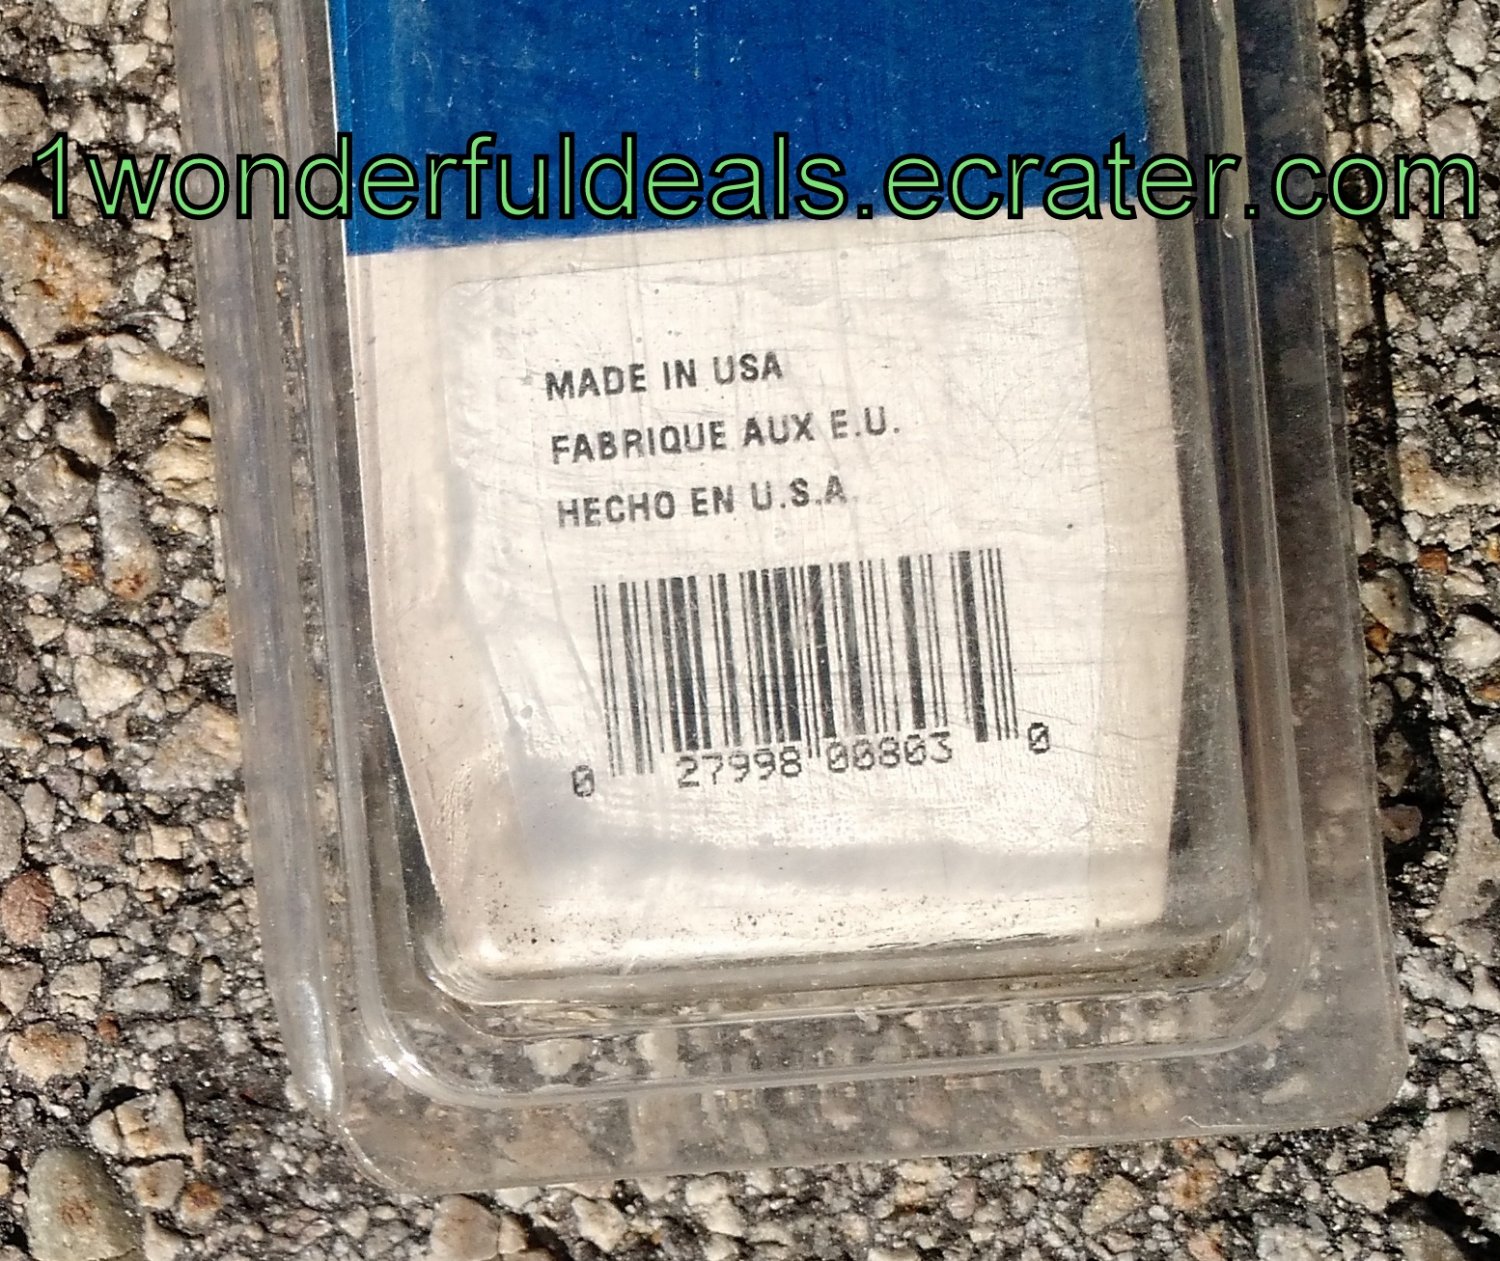 1wonderfuldeals.ecrater.com
MADE IN USA
FABRIQUE AUX E.U.
HECHO EN U.S.A.
0 27998 00803 0